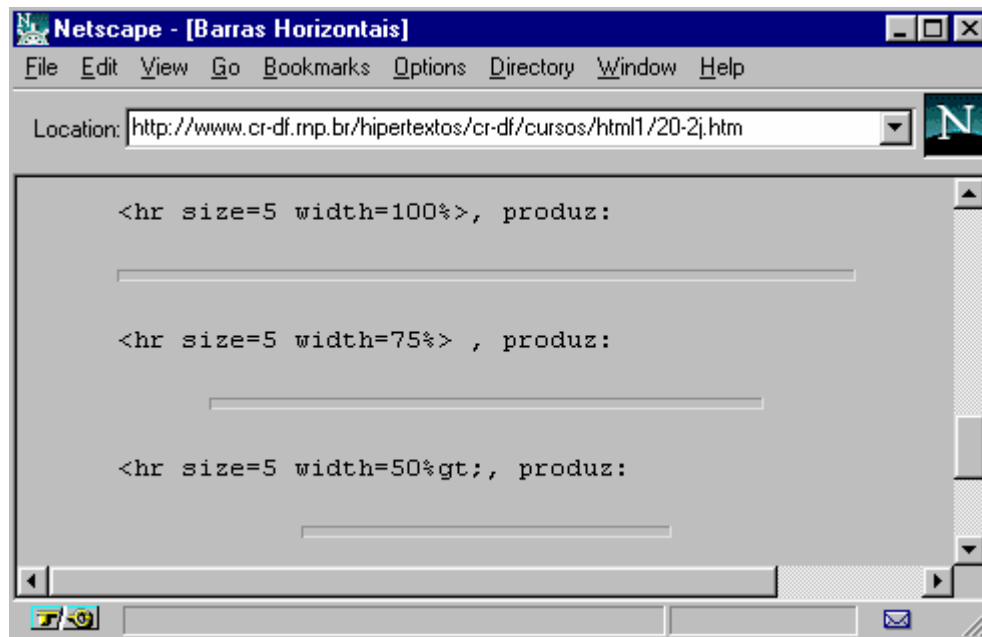 Netscape - [Barras Horizontais]
File Edit View Go Bookmarks Options Directory Window Help
Location: http://www.cr-df.rnp.br/hipertextos/cr-df/cursos/html1/20-2j.htm
N
<hr size=5 width=100%>, produz:
<hr size=5 width=75%> , produz:
<hr size=5 width=50%gt;, produz: